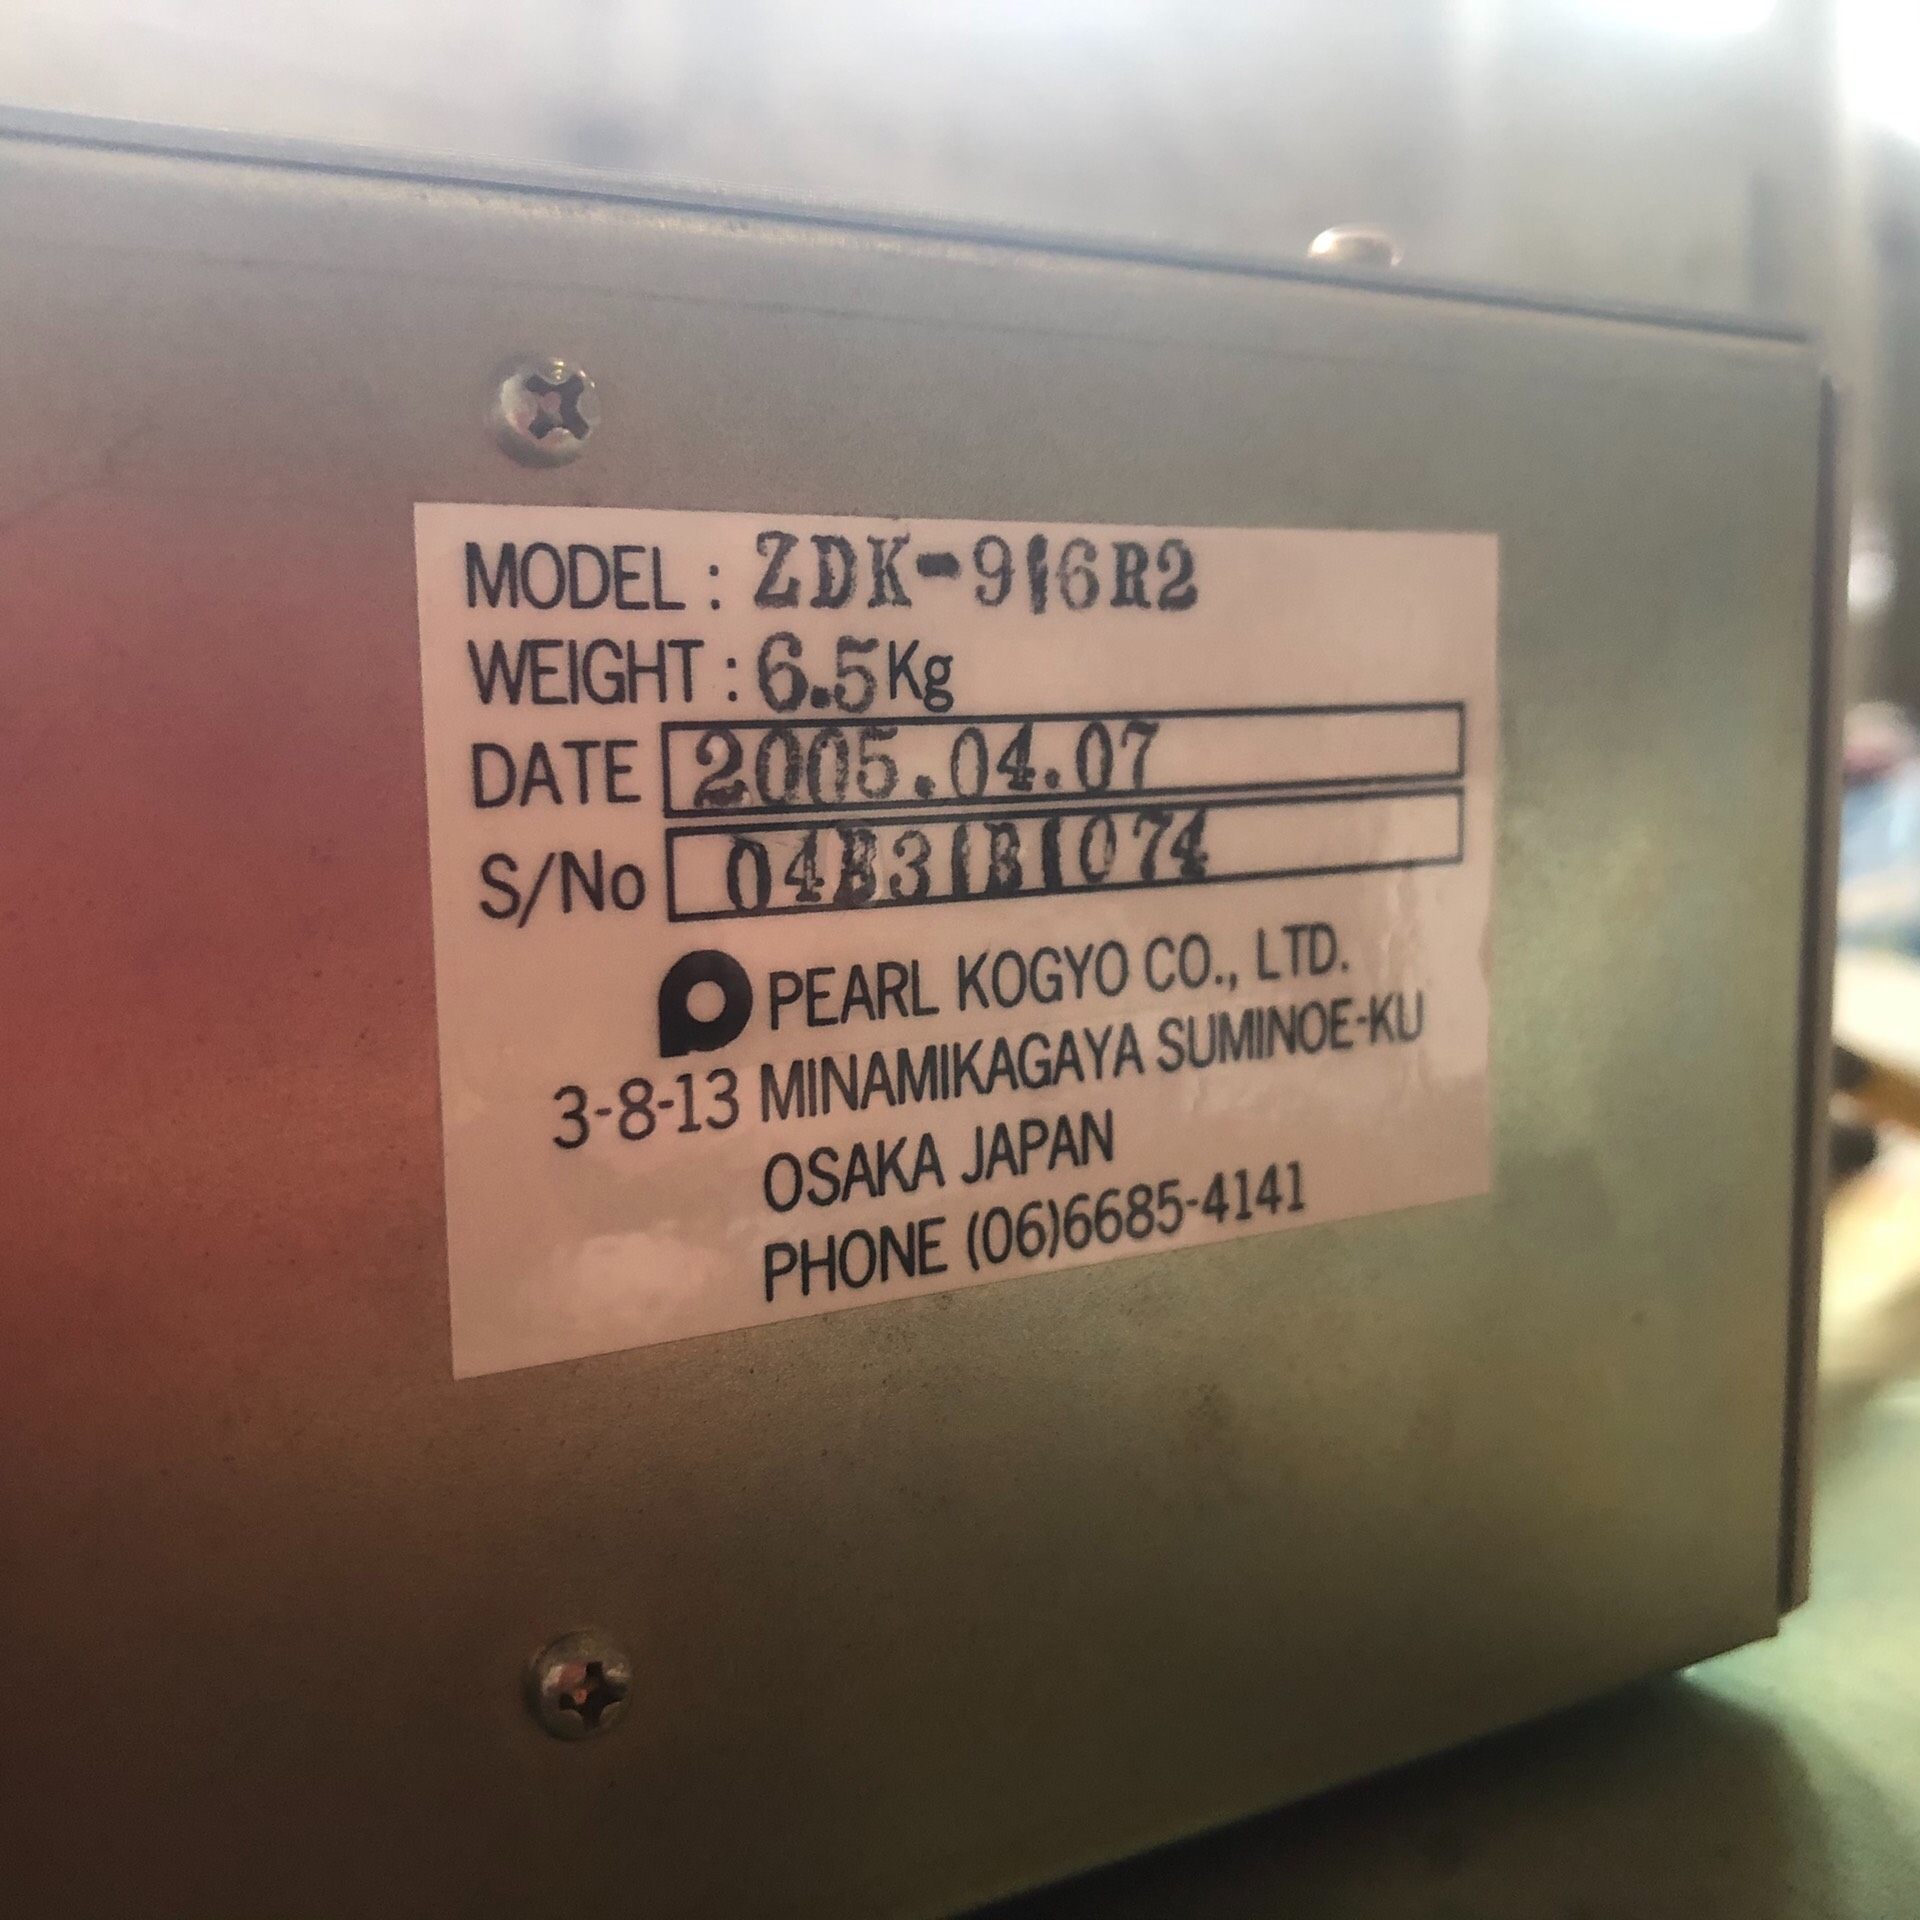 MODEL : ZDK-916R2
WEIGHT : 6.5Kg
DATE 2005.04.07
S/No 04B31B1074
PEARL KOGYO CO., LTD.
3-8-13 MINAMIKAGAYA SUMINOE-KU
OSAKA JAPAN
PHONE (06)6685-4141